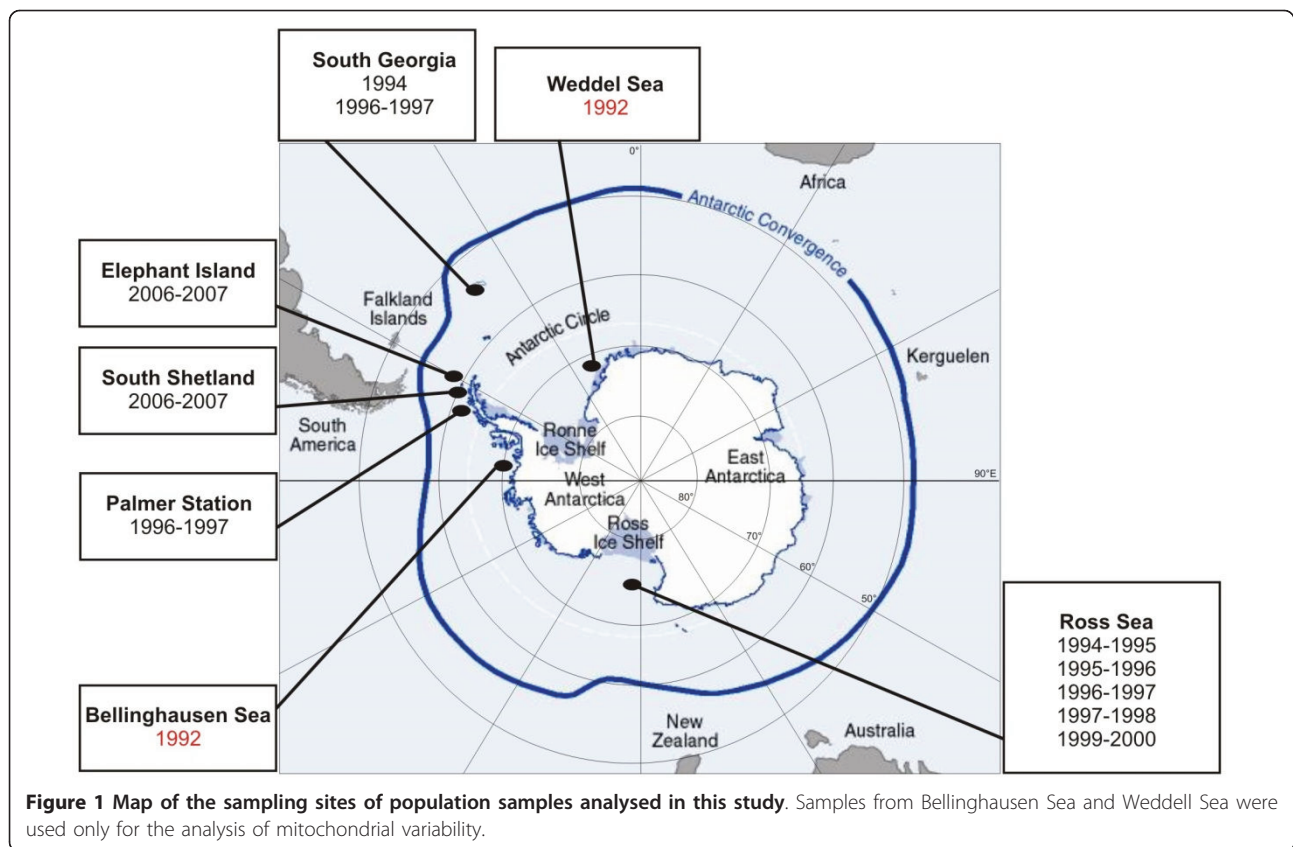 South Georgia
1994
1996-1997
Weddel Sea
1992
Elephant Island
2006-2007
South Shetland
2006-2007
Palmer Station
1996-1997
Bellinghausen Sea
1992
Ross Sea
1994-1995
1995-1996
1996-1997
1997-1998
1999-2000
0°
Africa
Antarctic Convergence
Falkland
Islands
Antarctic Circle
Kerguelen
South
America
Ronne
Ice Shelf
East
Antarctica
90°E
West
Antarctica
80°
Ross
Ice Shelf
70°
60°
50°
New
Zealand
Australia
Figure 1 Map of the sampling sites of population samples analysed in this study. Samples from Bellinghausen Sea and Weddell Sea were
used only for the analysis of mitochondrial variability.